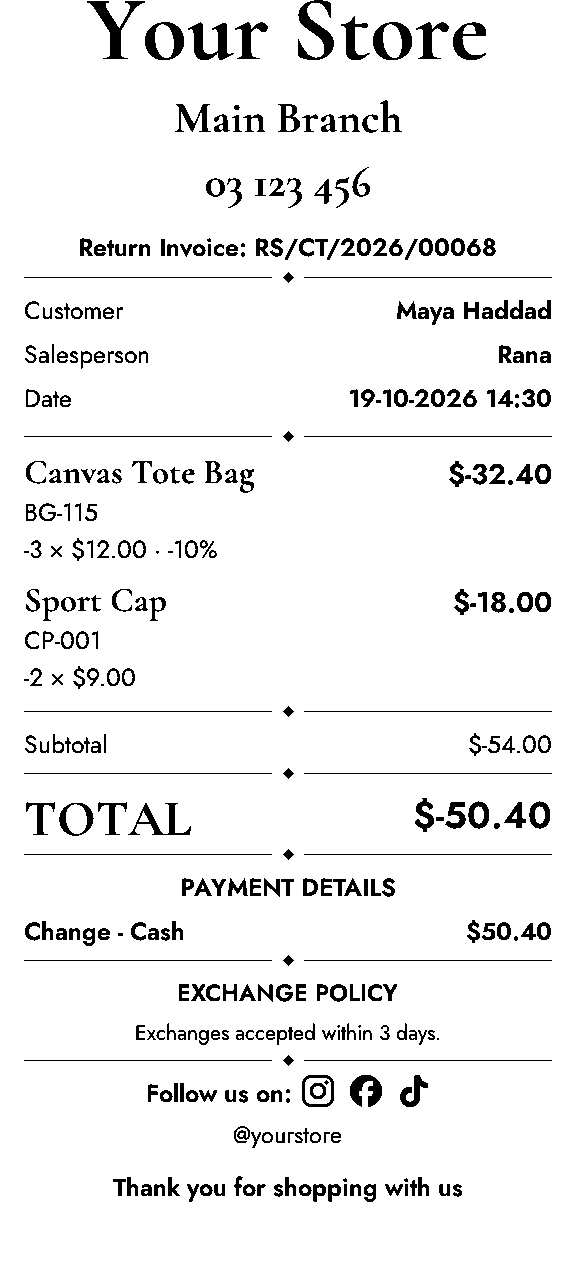 Your Store
Main Branch
03 123 456
Return Invoice: RS/CT/2026/00068
Customer Maya Haddad
Salesperson Rana
Date 19-10-2026 14:30
Canvas Tote Bag $-32.40
BG-115
-3 × $12.00 · -10%
Sport Cap $-18.00
CP-001
-2 × $9.00
Subtotal $-54.00
TOTAL $-50.40
PAYMENT DETAILS
Change - Cash $50.40
EXCHANGE POLICY
Exchanges accepted within 3 days.
Follow us on:
@yourstore
Thank you for shopping with us